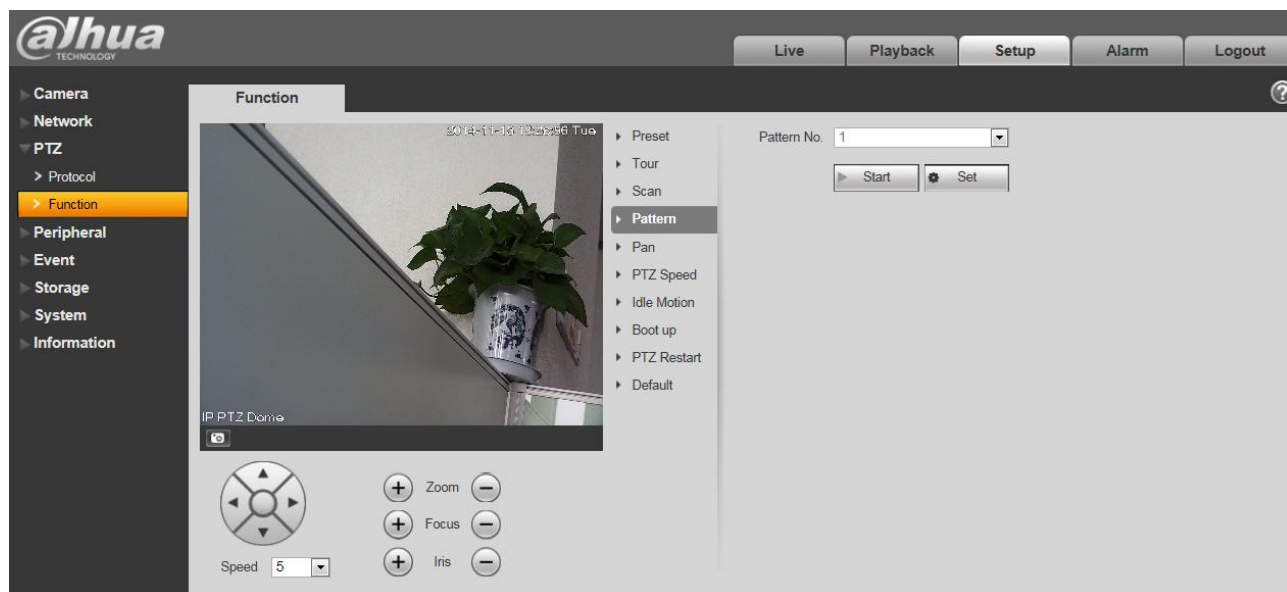 alhua
TECHNOLOGY
Live
Playback
Setup
Alarm
Logout
?
Camera
Network
PTZ
> Protocol
> Function
Peripheral
Event
Storage
System
Information
Function
Tue
IP PTZ Dome
Preset
Tour
Scan
Pattern
Pan
PTZ Speed
Idle Motion
Boot up
PTZ Restart
Default
Pattern No. 1
Start Set
+ Zoom −
+ Focus −
+ Iris −
Speed 5